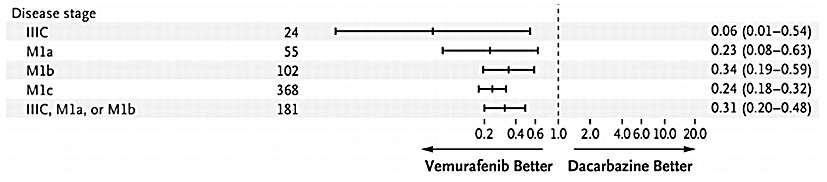 Disease stage
IIIC 24 0.06 (0.01–0.54)
M1a 55 0.23 (0.08–0.63)
M1b 102 0.34 (0.19–0.59)
M1c 368 0.24 (0.18–0.32)
IIIC, M1a, or M1b 181 0.31 (0.20–0.48)
0.2 0.4 0.6 1.0 2.0 4.0 6.0 10.0 20.0
Vemurafenib Better Dacarbazine Better